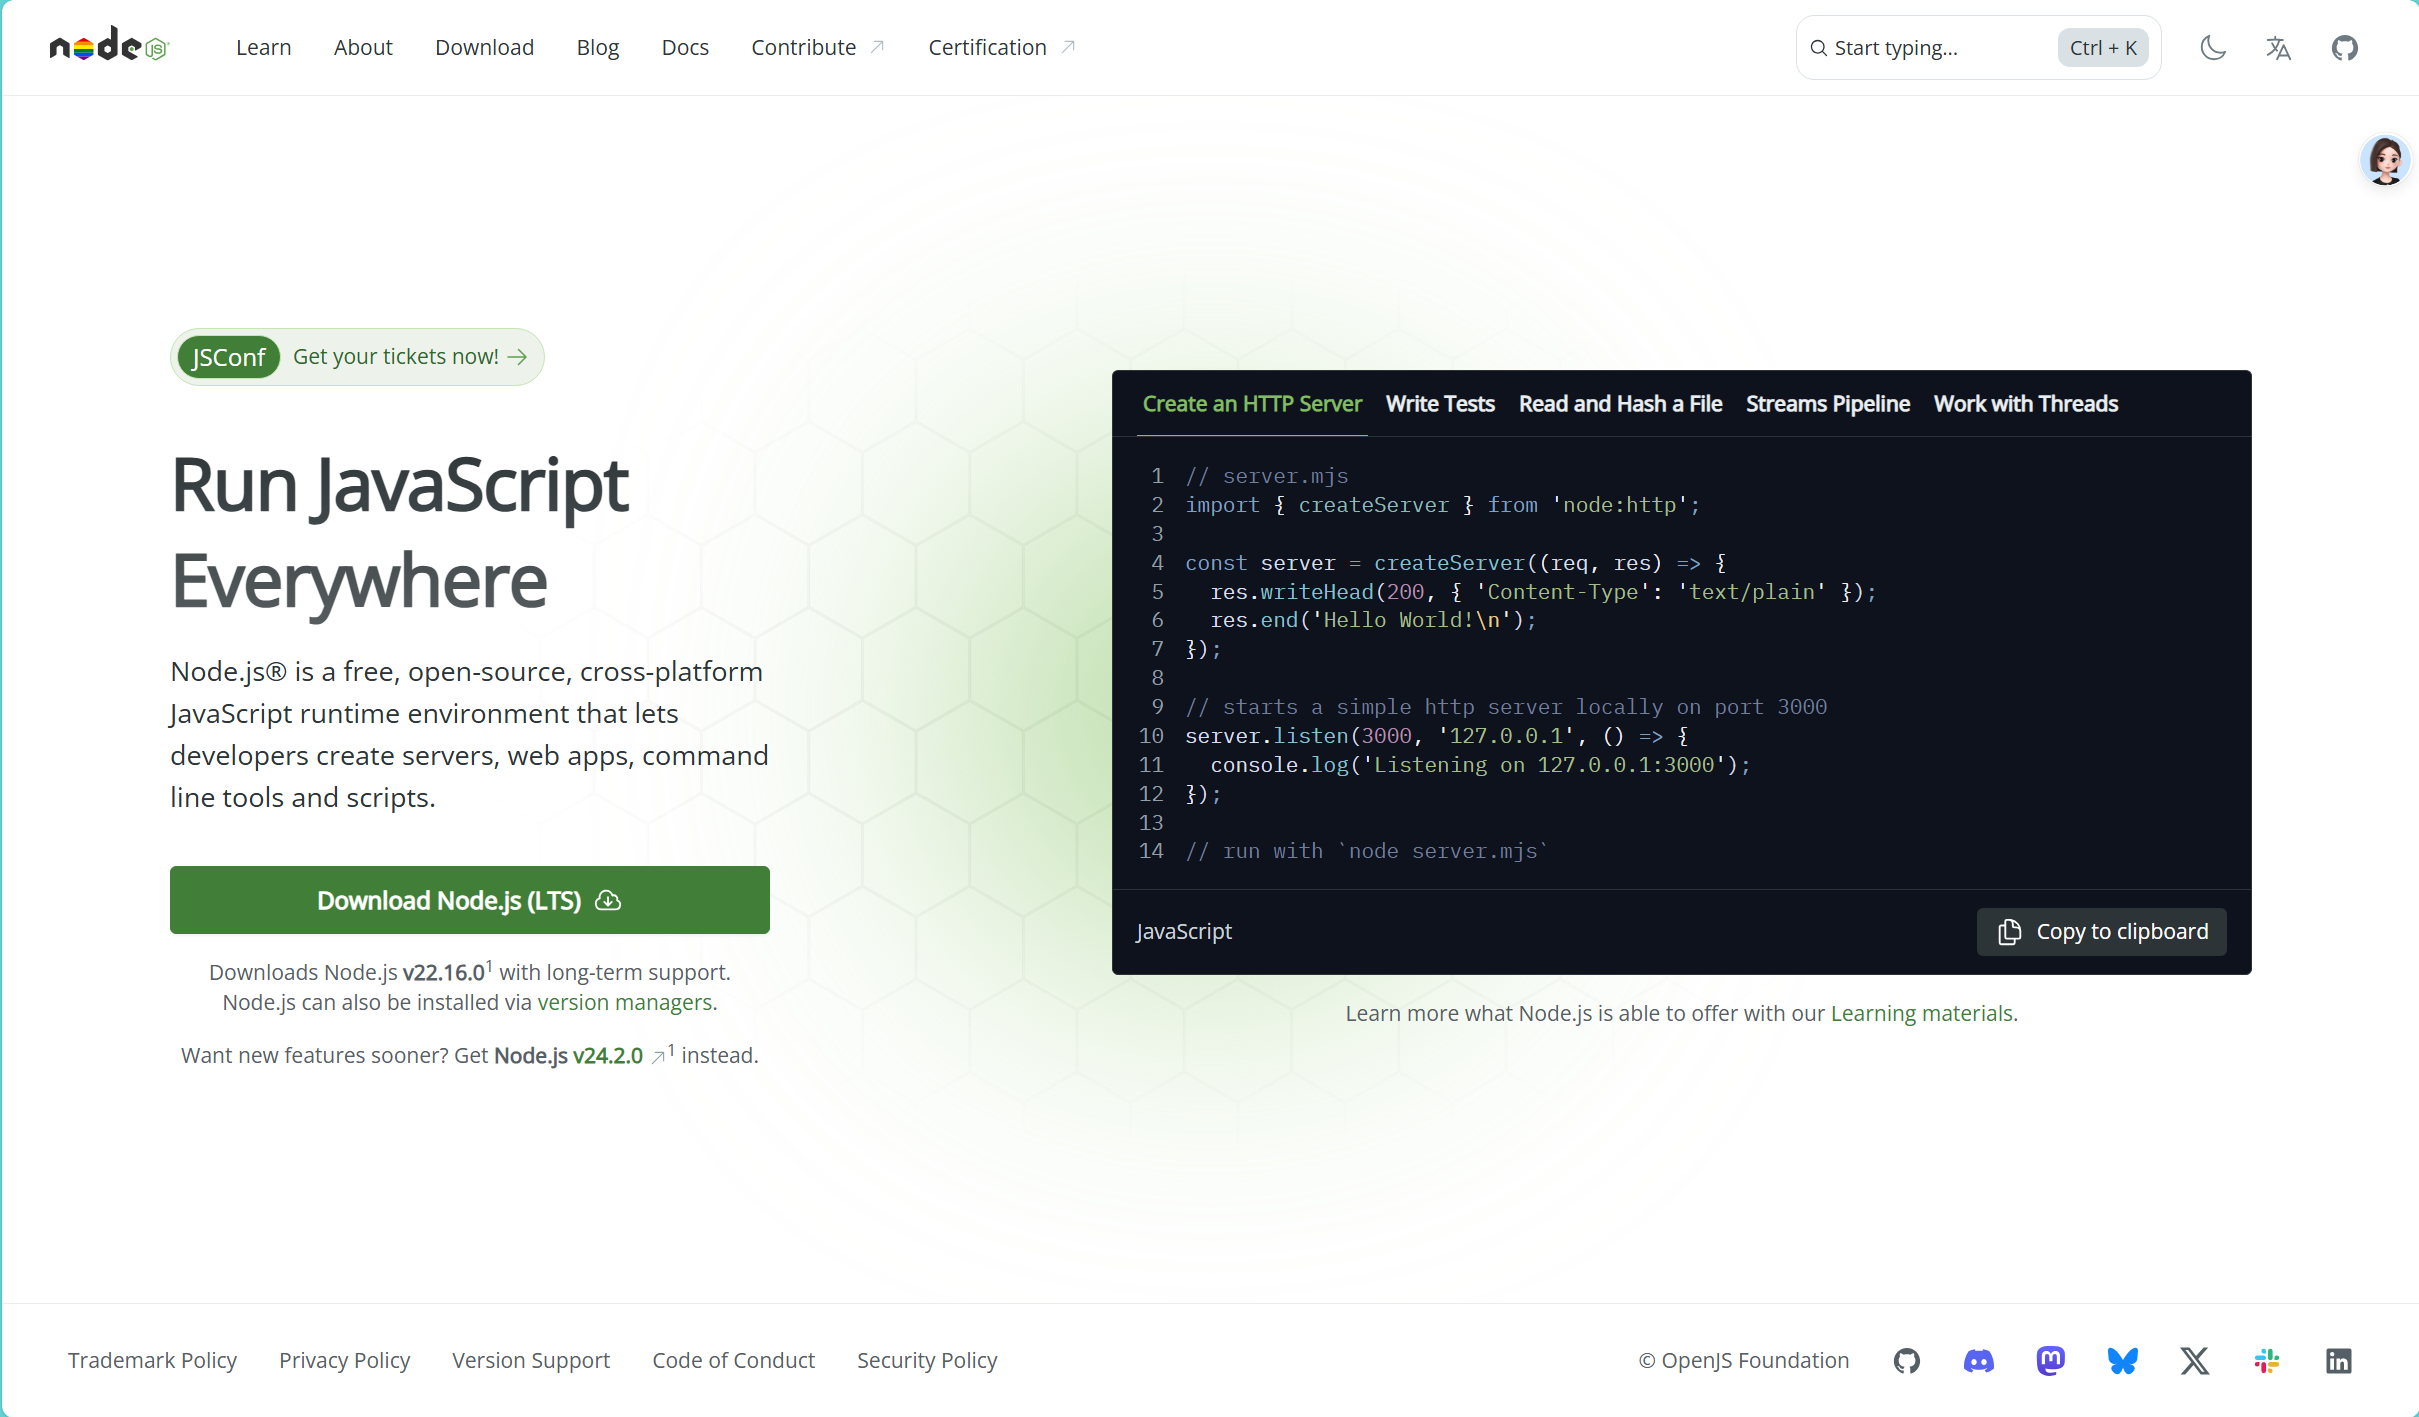 node JS
Learn About Download Blog Docs Contribute Certification Start typing... Ctrl + K
JSConf Get your tickets now!
Run JavaScript
Everywhere
Node.js® is a free, open-source, cross-platform
JavaScript runtime environment that lets
developers create servers, web apps, command
line tools and scripts.
Download Node.js (LTS)
Downloads Node.js v22.16.0¹ with long-term support.
Node.js can also be installed via version managers.
Want new features sooner? Get Node.js v24.2.0 ¹ instead.
Create an HTTP Server Write Tests Read and Hash a File Streams Pipeline Work with Threads
1 // server.mjs
2 import { createServer } from 'node:http';
3
4 const server = createServer((req, res) => {
5   res.writeHead(200, { 'Content-Type': 'text/plain' });
6   res.end('Hello World!\n');
7 });
8
9 // starts a simple http server locally on port 3000
10 server.listen(3000, '127.0.0.1', () => {
11   console.log('Listening on 127.0.0.1:3000');
12 });
13
14 // run with `node server.mjs`
JavaScript Copy to clipboard
Learn more what Node.js is able to offer with our Learning materials.
Trademark Policy Privacy Policy Version Support Code of Conduct Security Policy © OpenJS Foundation